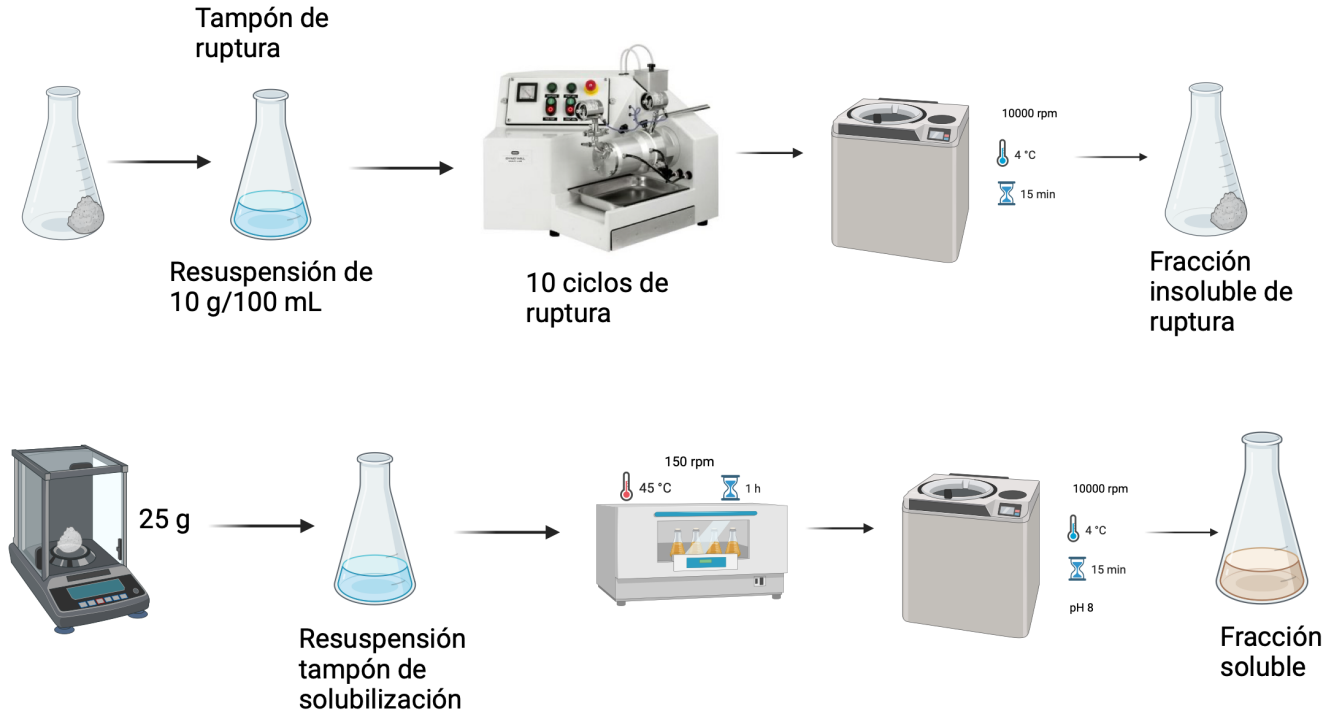 Tampón de
ruptura
10000 rpm
4 °C
15 min
Resuspensión de
10 g/100 mL
10 ciclos de
ruptura
Fracción
insoluble de
ruptura
150 rpm
45 °C
1 h
10000 rpm
25 g
4 °C
15 min
pH 8
Resuspensión
tampón de
solubilización
Fracción
soluble